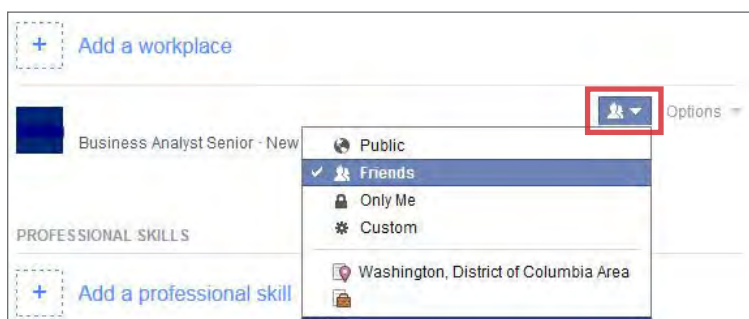 + Add a workplace
Options
Business Analyst Senior · New
Public
Friends
Only Me
Custom
PROFESSIONAL SKILLS
Washington, District of Columbia Area
+ Add a professional skill